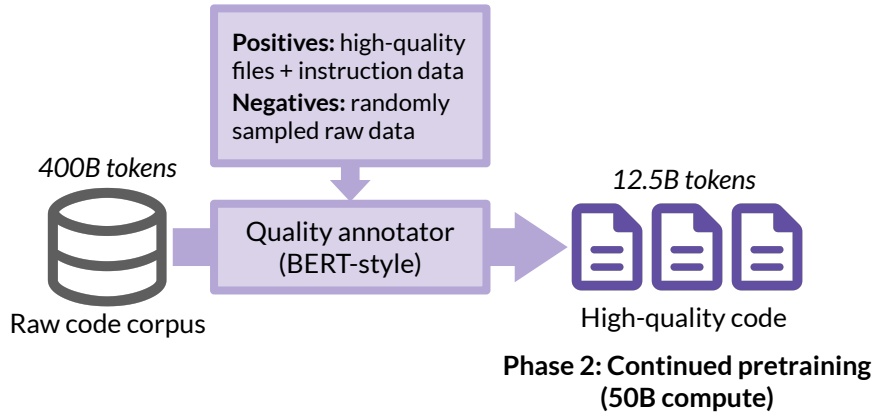 Positives: high-quality
files + instruction data
Negatives: randomly
sampled raw data
400B tokens
12.5B tokens
Quality annotator
(BERT-style)
Raw code corpus
High-quality code
Phase 2: Continued pretraining
(50B compute)